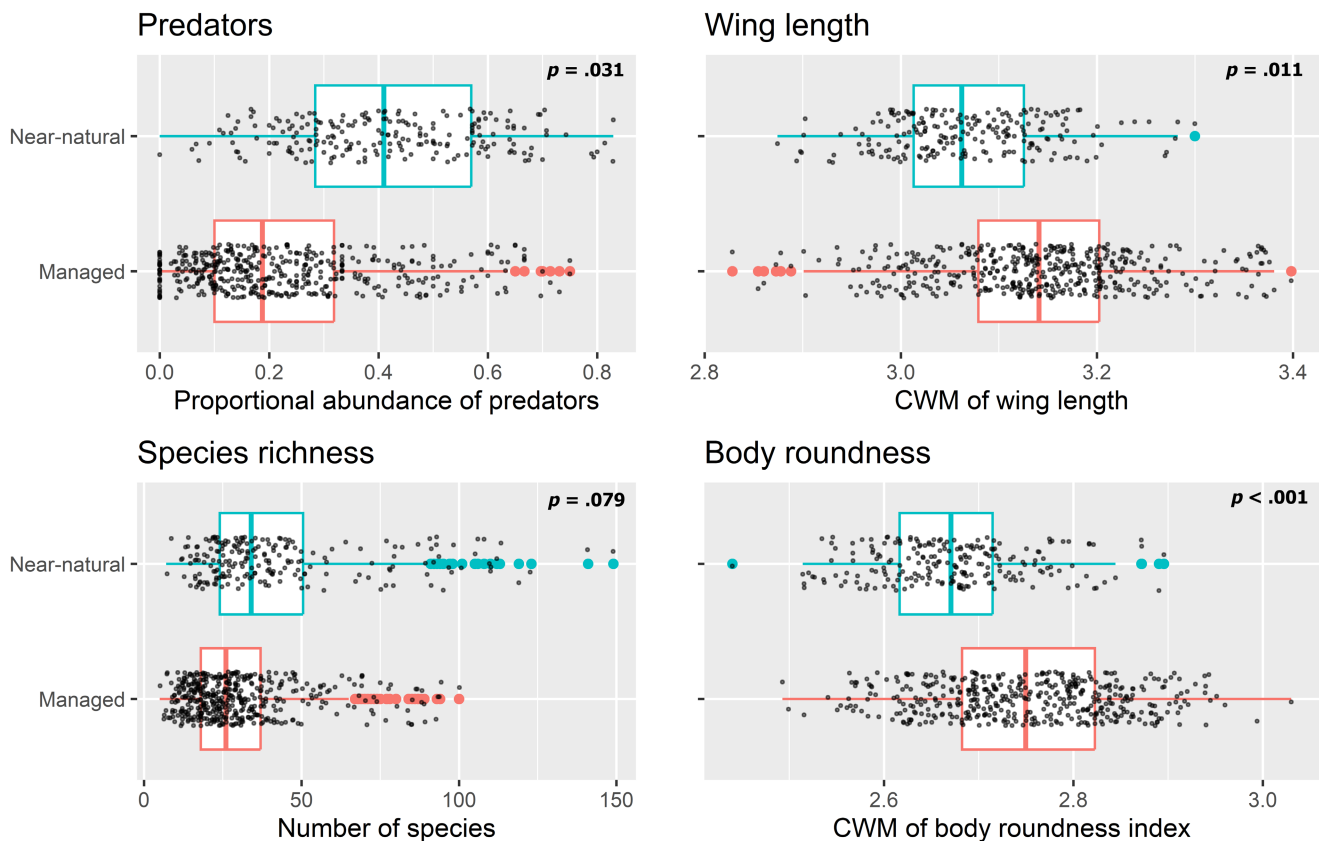 Predators
p = .031
Near-natural
Managed
0.0 0.2 0.4 0.6 0.8
Proportional abundance of predators
Wing length
p = .011
2.8 3.0 3.2 3.4
CWM of wing length
Species richness
p = .079
Near-natural
Managed
0 50 100 150
Number of species
Body roundness
p < .001
2.6 2.8 3.0
CWM of body roundness index